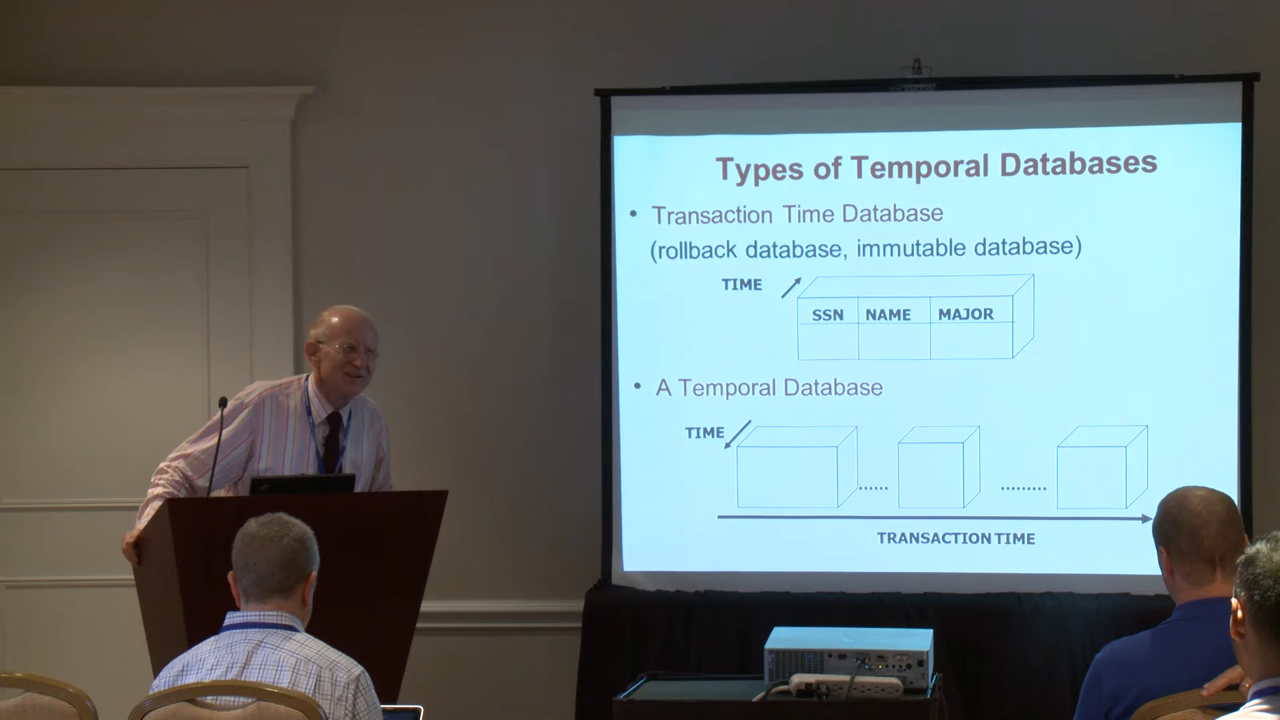 Types of Temporal Databases
• Transaction Time Database
(rollback database, immutable database)
TIME
SSN NAME MAJOR
• A Temporal Database
TIME
...... .........
TRANSACTION TIME